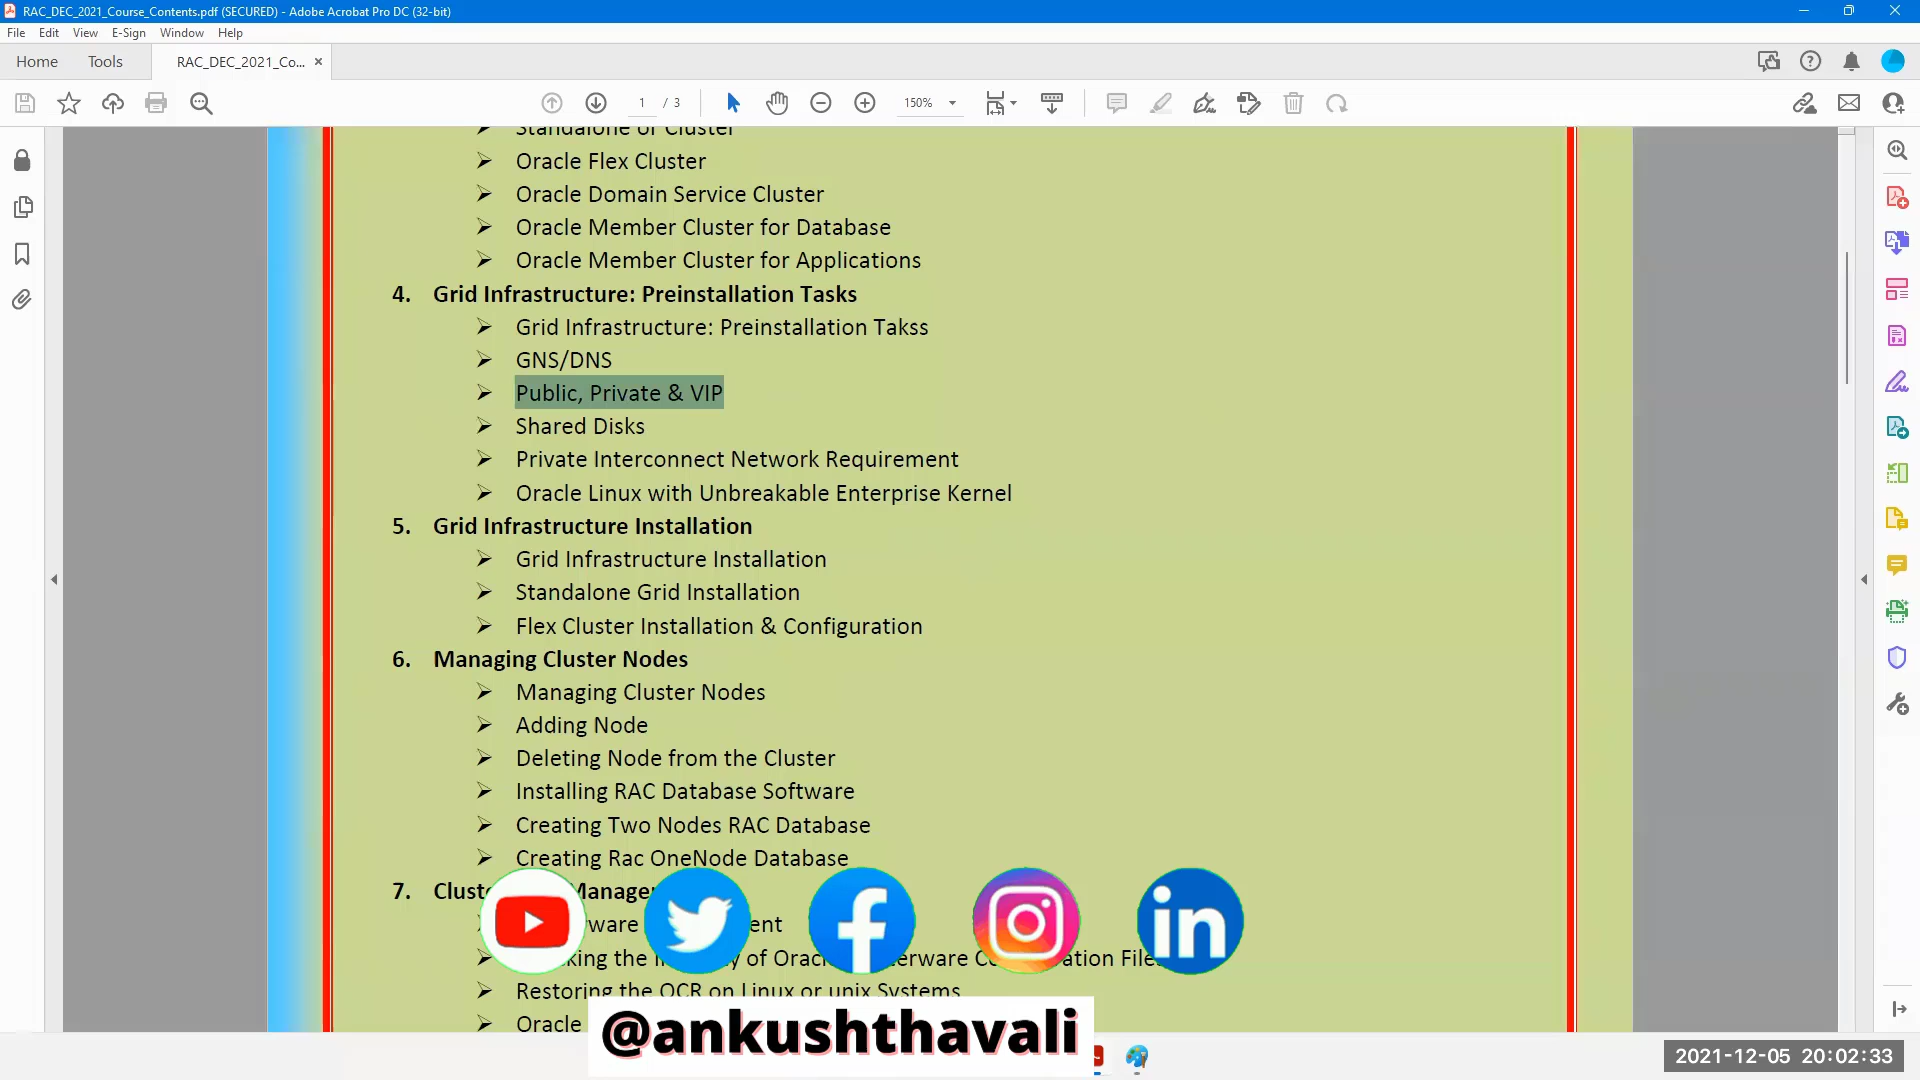 RAC_DEC_2021_Course_Contents.pdf (SECURED) - Adobe Acrobat Pro DC (32-bit)
File Edit View E-Sign Window Help
Home Tools RAC_DEC_2021_Co... ×
1 / 3 150%
Standalone or Cluster
Oracle Flex Cluster
Oracle Domain Service Cluster
Oracle Member Cluster for Database
Oracle Member Cluster for Applications
4. Grid Infrastructure: Preinstallation Tasks
Grid Infrastructure: Preinstallation Takss
GNS/DNS
Public, Private & VIP
Shared Disks
Private Interconnect Network Requirement
Oracle Linux with Unbreakable Enterprise Kernel
5. Grid Infrastructure Installation
Grid Infrastructure Installation
Standalone Grid Installation
Flex Cluster Installation & Configuration
6. Managing Cluster Nodes
Managing Cluster Nodes
Adding Node
Deleting Node from the Cluster
Installing RAC Database Software
Creating Two Nodes RAC Database
Creating Rac OneNode Database
7.
the of
Restoring the OCR on Linux or unix Systems
Oracle
@ankushthavali
2021-12-05 20:02:33